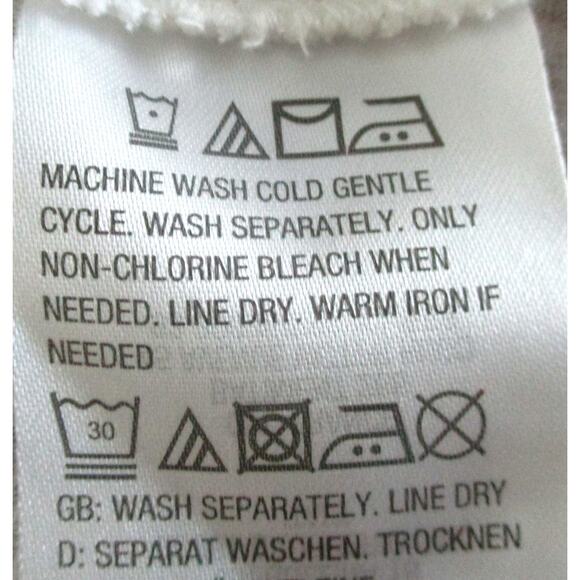 MACHINE WASH COLD GENTLE
CYCLE. WASH SEPARATELY. ONLY
NON-CHLORINE BLEACH WHEN
NEEDED. LINE DRY. WARM IRON IF
NEEDED
30
GB: WASH SEPARATELY. LINE DRY
D: SEPARAT WASCHEN. TROCKNEN